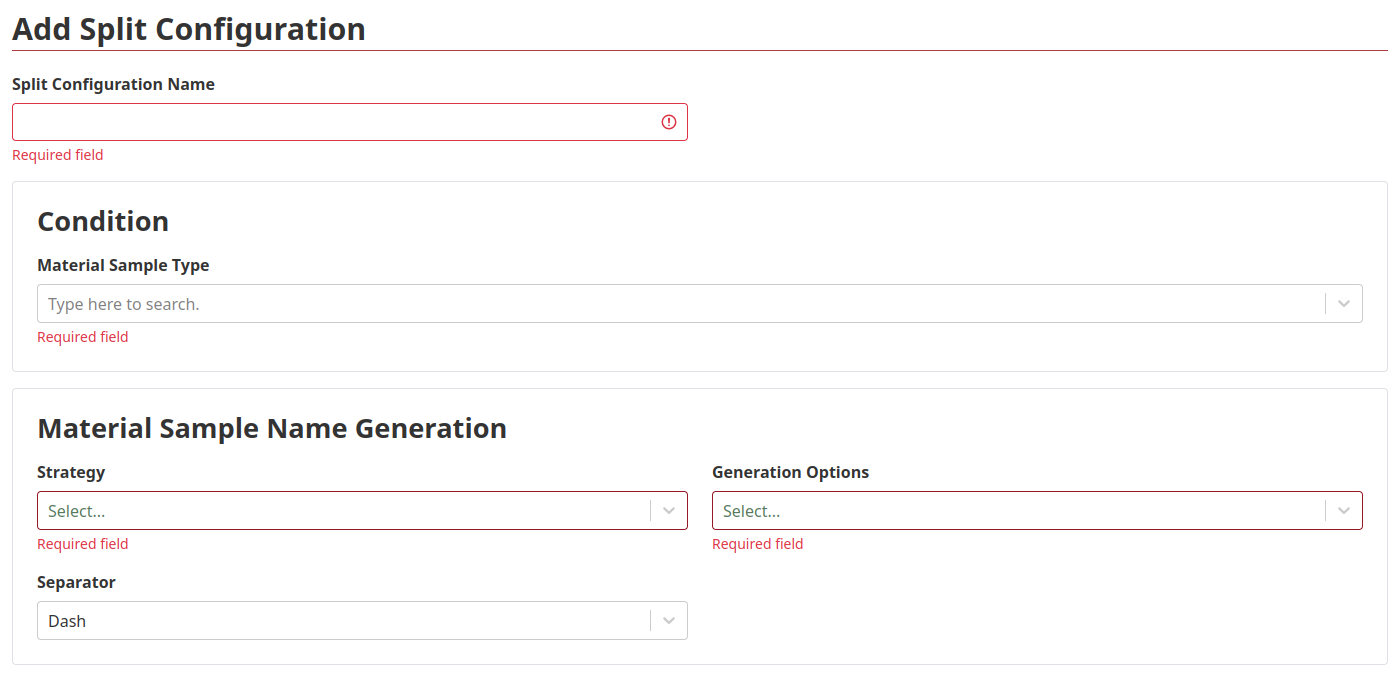 Add Split Configuration
Split Configuration Name
Required field
Condition
Material Sample Type
Type here to search.
Required field
Material Sample Name Generation
Strategy
Generation Options
Select...
Select...
Required field
Required field
Separator
Dash